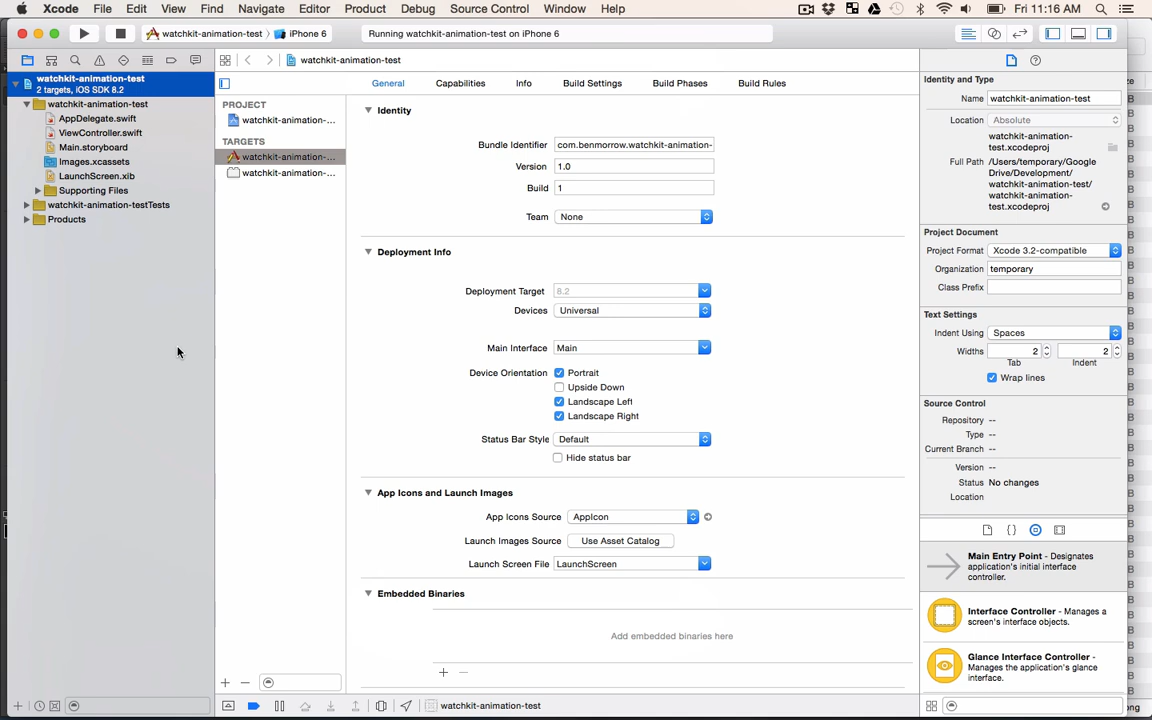 Xcode File Edit View Find Navigate Editor Product Debug Source Control Window Help Fri 11:16 AM
watchkit-animation-test iPhone 6 Running watchkit-animation-test on iPhone 6
watchkit-animation-test
2 targets, iOS SDK 8.2
watchkit-animation-test
AppDelegate.swift
ViewController.swift
Main.storyboard
Images.xcassets
LaunchScreen.xib
Supporting Files
watchkit-animation-testTests
Products
watchkit-animation-test
General Capabilities Info Build Settings Build Phases Build Rules
PROJECT
watchkit-animation-...
TARGETS
watchkit-animation-...
watchkit-animation-...
Identity
Bundle Identifier com.benmorrow.watchkit-animation-
Version 1.0
Build 1
Team None
Deployment Info
Deployment Target 8.2
Devices Universal
Main Interface Main
Device Orientation Portrait
Upside Down
Landscape Left
Landscape Right
Status Bar Style Default
Hide status bar
App Icons and Launch Images
App Icons Source AppIcon
Launch Images Source Use Asset Catalog
Launch Screen File LaunchScreen
Embedded Binaries
Add embedded binaries here
watchkit-animation-test
Identity and Type
Name watchkit-animation-test
Location Absolute
watchkit-animation-
test.xcodeproj
Full Path /Users/temporary/Google
Drive/Development/
watchkit-animation-test/
watchkit-animation-
test.xcodeproj
Project Document
Project Format Xcode 3.2-compatible
Organization temporary
Class Prefix
Text Settings
Indent Using Spaces
Widths 2 2
Tab Indent
Wrap lines
Source Control
Repository --
Type --
Current Branch --
Version --
Status No changes
Location
Main Entry Point - Designates
application's initial interface
controller.
Interface Controller - Manages a
screen's interface objects.
Glance Interface Controller -
Manages the application's glance
interface.